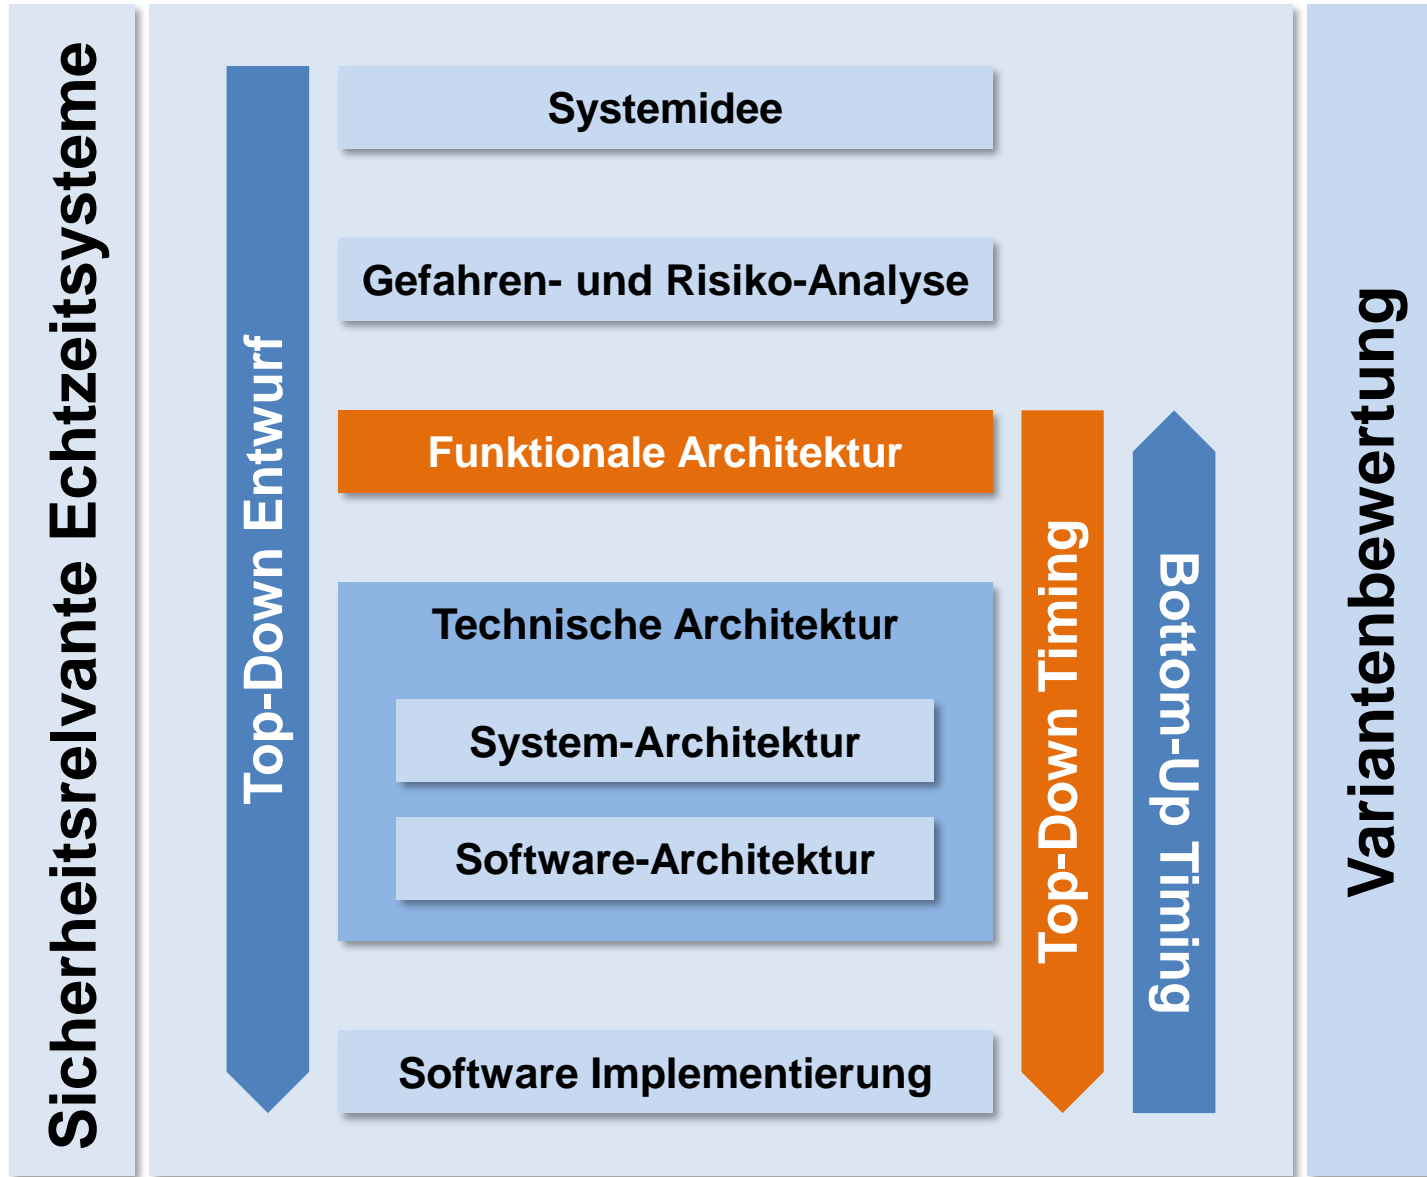 Sicherheitsrelvante Echtzeitsysteme
Top-Down Entwurf
Systemidee
Gefahren- und Risiko-Analyse
Funktionale Architektur
Technische Architektur
System-Architektur
Software-Architektur
Software Implementierung
Top-Down Timing
Bottom-Up Timing
Variantenbewertung